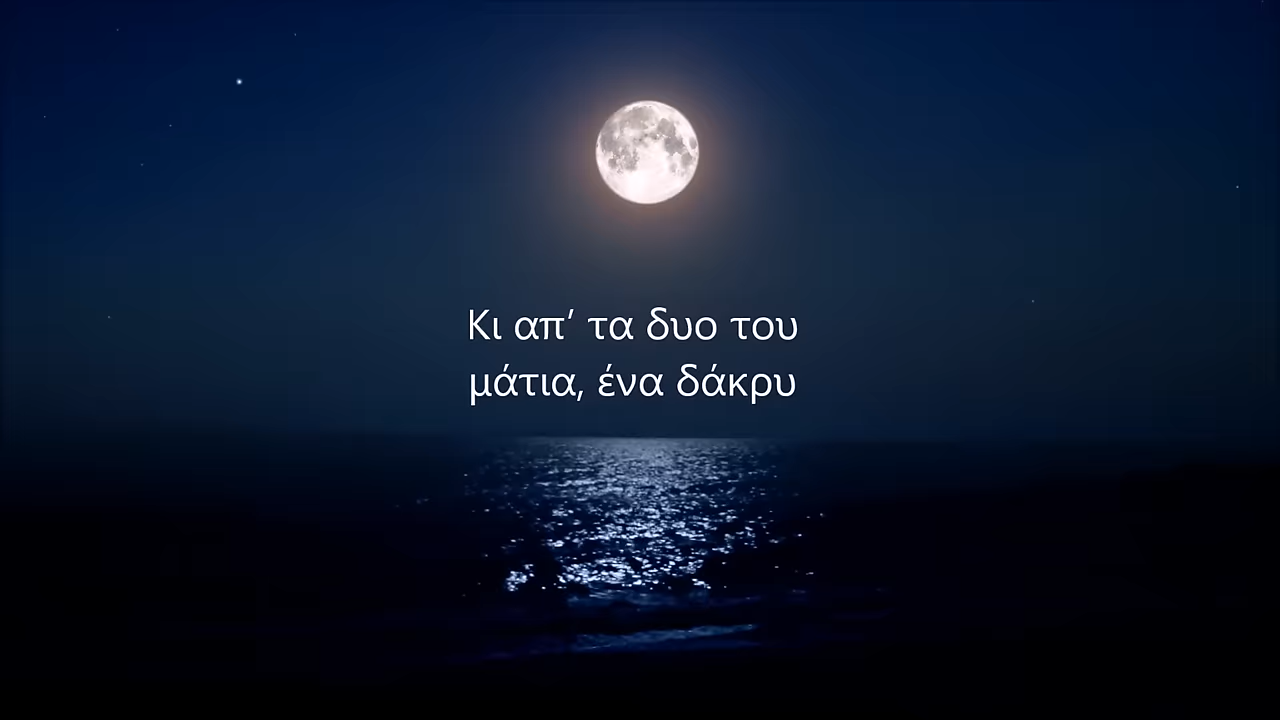 Κι απ’ τα δυο του
μάτια, ένα δάκρυ